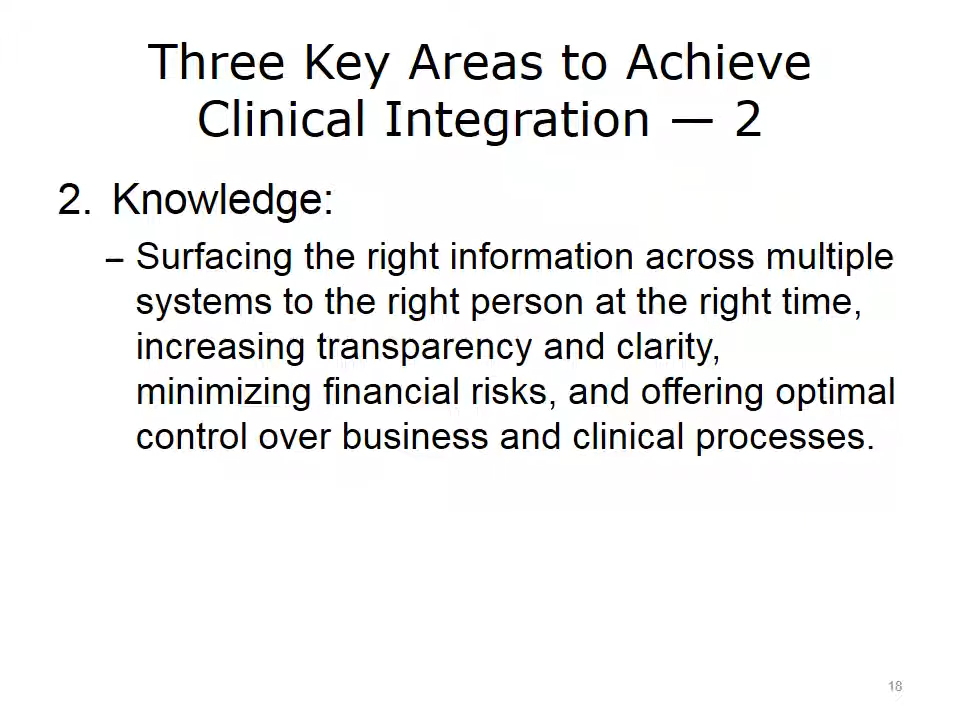 Three Key Areas to Achieve
Clinical Integration — 2
2. Knowledge:
– Surfacing the right information across multiple
systems to the right person at the right time,
increasing transparency and clarity,
minimizing financial risks, and offering optimal
control over business and clinical processes.
18